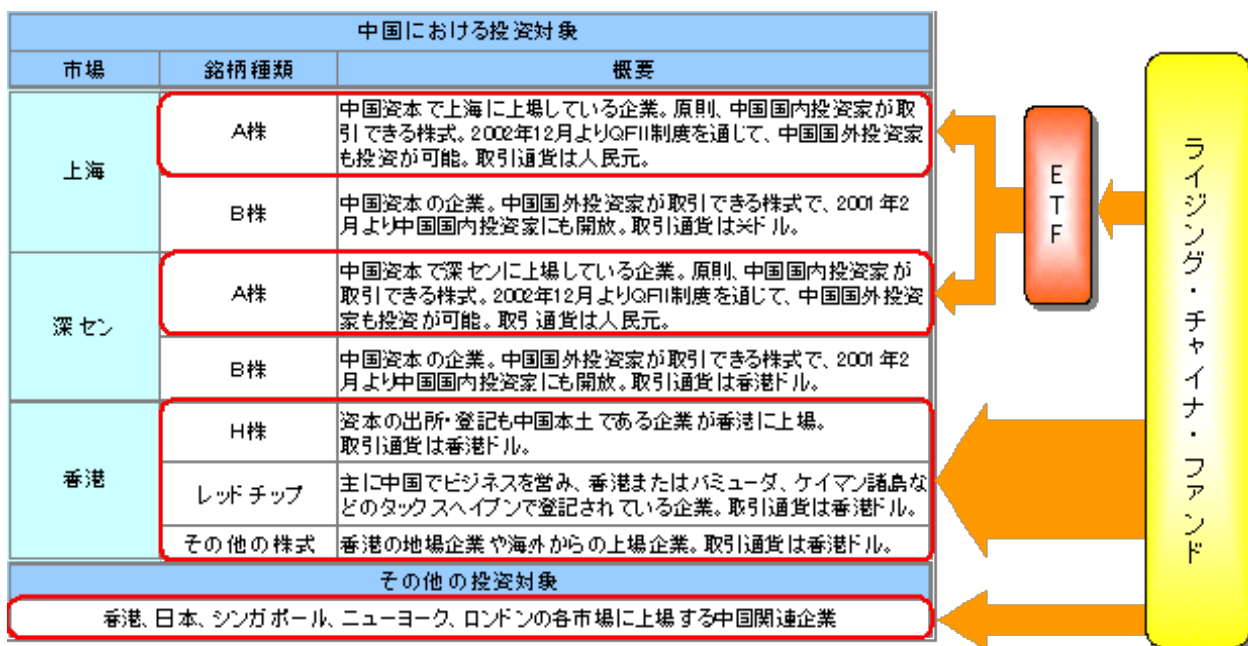 中国における投資対象
市場
銘柄種類
概要
上海
A株
中国資本で上海に上場している企業。原則、中国国内投資家が取
引できる株式。2002年12月よりQFII制度を通じて、中国国外投資家
も投資が可能。取引通貨は人民元。
B株
中国資本の企業。中国国外投資家が取引できる株式で、2001年2
月より中国国内投資家にも開放。取引通貨は米ドル。
深セン
A株
中国資本で深センに上場している企業。原則、中国国内投資家が
取引できる株式。2002年12月よりQFII制度を通じて、中国国外投資
家も投資が可能。取引通貨は人民元。
B株
中国資本の企業。中国国外投資家が取引できる株式で、2001年2
月より中国国内投資家にも開放。取引通貨は香港ドル。
香港
H株
資本の出所・登記も中国本土である企業が香港に上場。
取引通貨は香港ドル。
レッドチップ
主に中国でビジネスを営み、香港またはバミューダ、ケイマン諸島な
どのタックスヘイブンで登記されている企業。取引通貨は香港ドル。
その他の株式
香港の地場企業や海外からの上場企業。取引通貨は香港ドル。
その他の投資対象
香港、日本、シンガポール、ニューヨーク、ロンドンの各市場に上場する中国関連企業
ETF
ライジング・チャイナ・ファンド